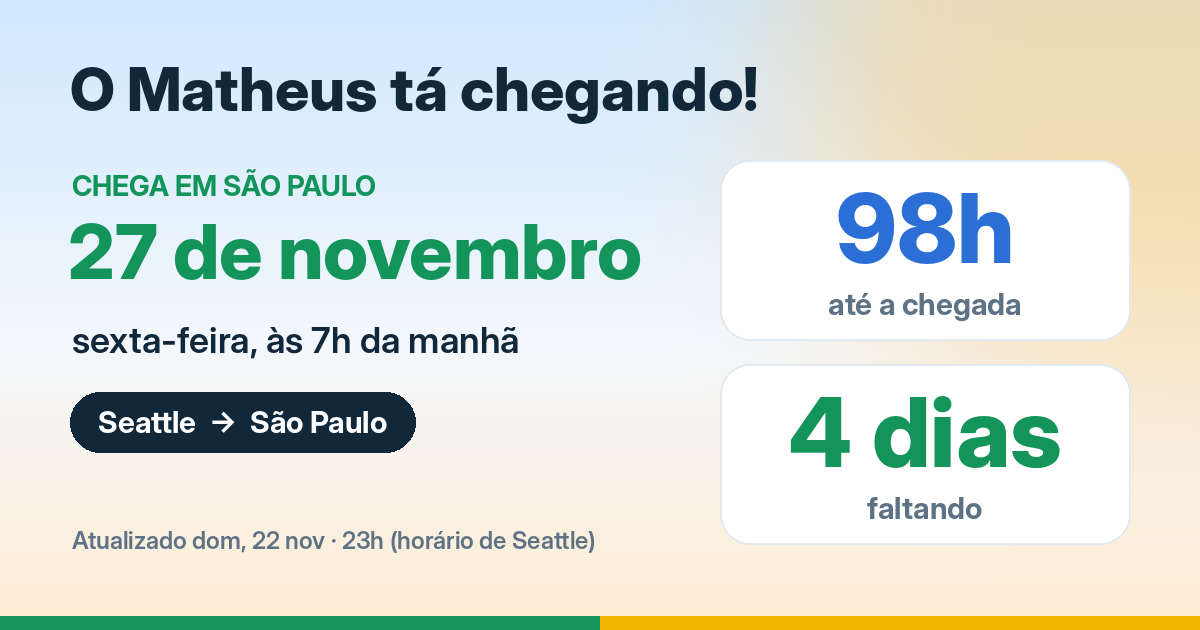 O Matheus tá chegando!
CHEGA EM SÃO PAULO
27 de novembro
sexta-feira, às 7h da manhã
Seattle → São Paulo
98h
até a chegada
4 dias
faltando
Atualizado dom, 22 nov · 23h (horário de Seattle)